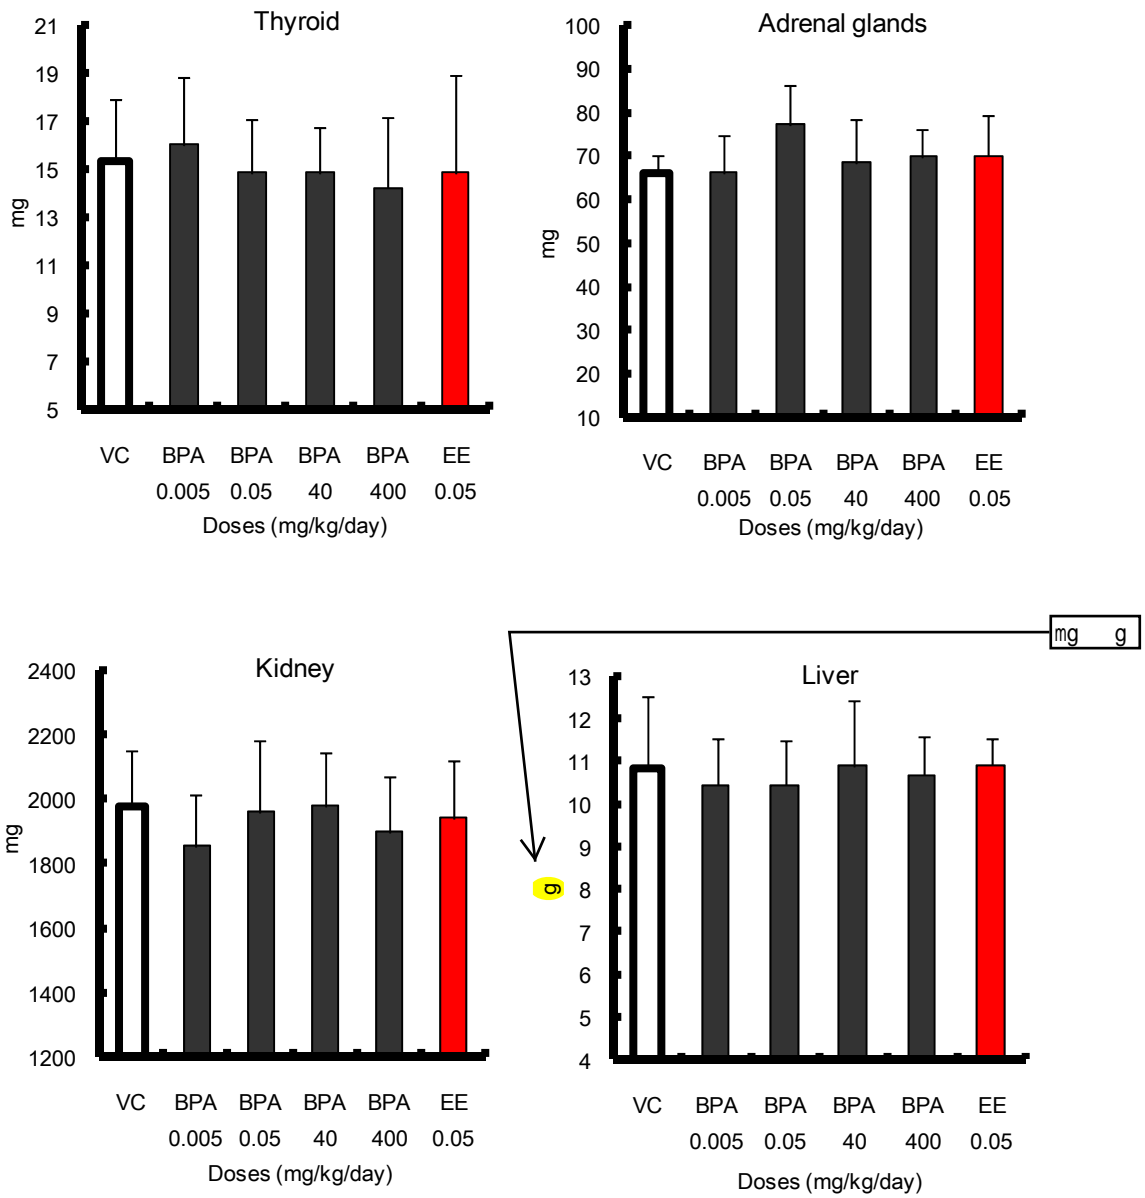 Thyroid
21
19
17
15
13
11
9
7
5
mg
VC BPA BPA BPA BPA EE
0.005 0.05 40 400 0.05
Doses (mg/kg/day)
Adrenal glands
100
90
80
70
60
50
40
30
20
10
mg
VC BPA BPA BPA BPA EE
0.005 0.05 40 400 0.05
Doses (mg/kg/day)
mg g
Kidney
2400
2200
2000
1800
1600
1400
1200
mg
VC BPA BPA BPA BPA EE
0.005 0.05 40 400 0.05
Doses (mg/kg/day)
Liver
13
12
11
10
9
8
7
6
5
4
g
VC BPA BPA BPA BPA EE
0.005 0.05 40 400 0.05
Doses (mg/kg/day)